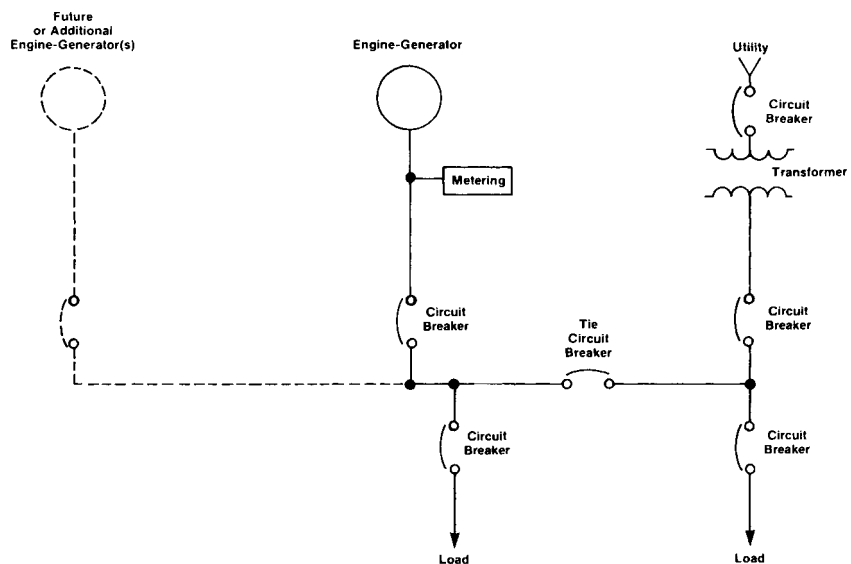 Future
or Additional
Engine-Generator(s)
Engine-Generator
Utility
Circuit
Breaker
Transformer
Metering
Circuit
Breaker
Tie
Circuit
Breaker
Circuit
Breaker
Circuit
Breaker
Circuit
Breaker
Load
Load